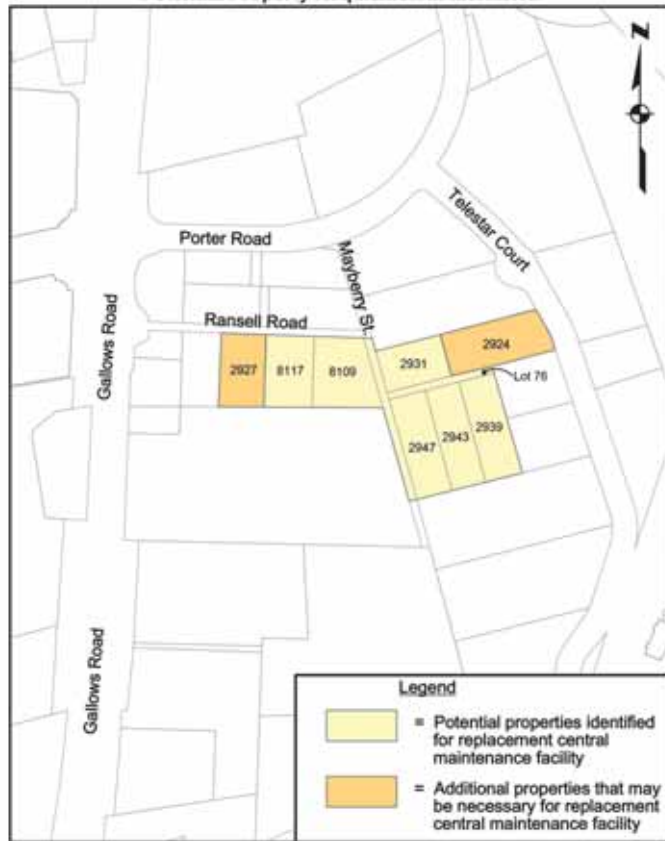 N
Porter Road
Mayberry St.
Telestar Court
Gallows Road
Ransell Road
2927
8117
8109
2931
2924
Lot 76
2947
2943
2939
Gallows Road
Legend
= Potential properties identified
for replacement central
maintenance facility
= Additional properties that may
be necessary for replacement
central maintenance facility